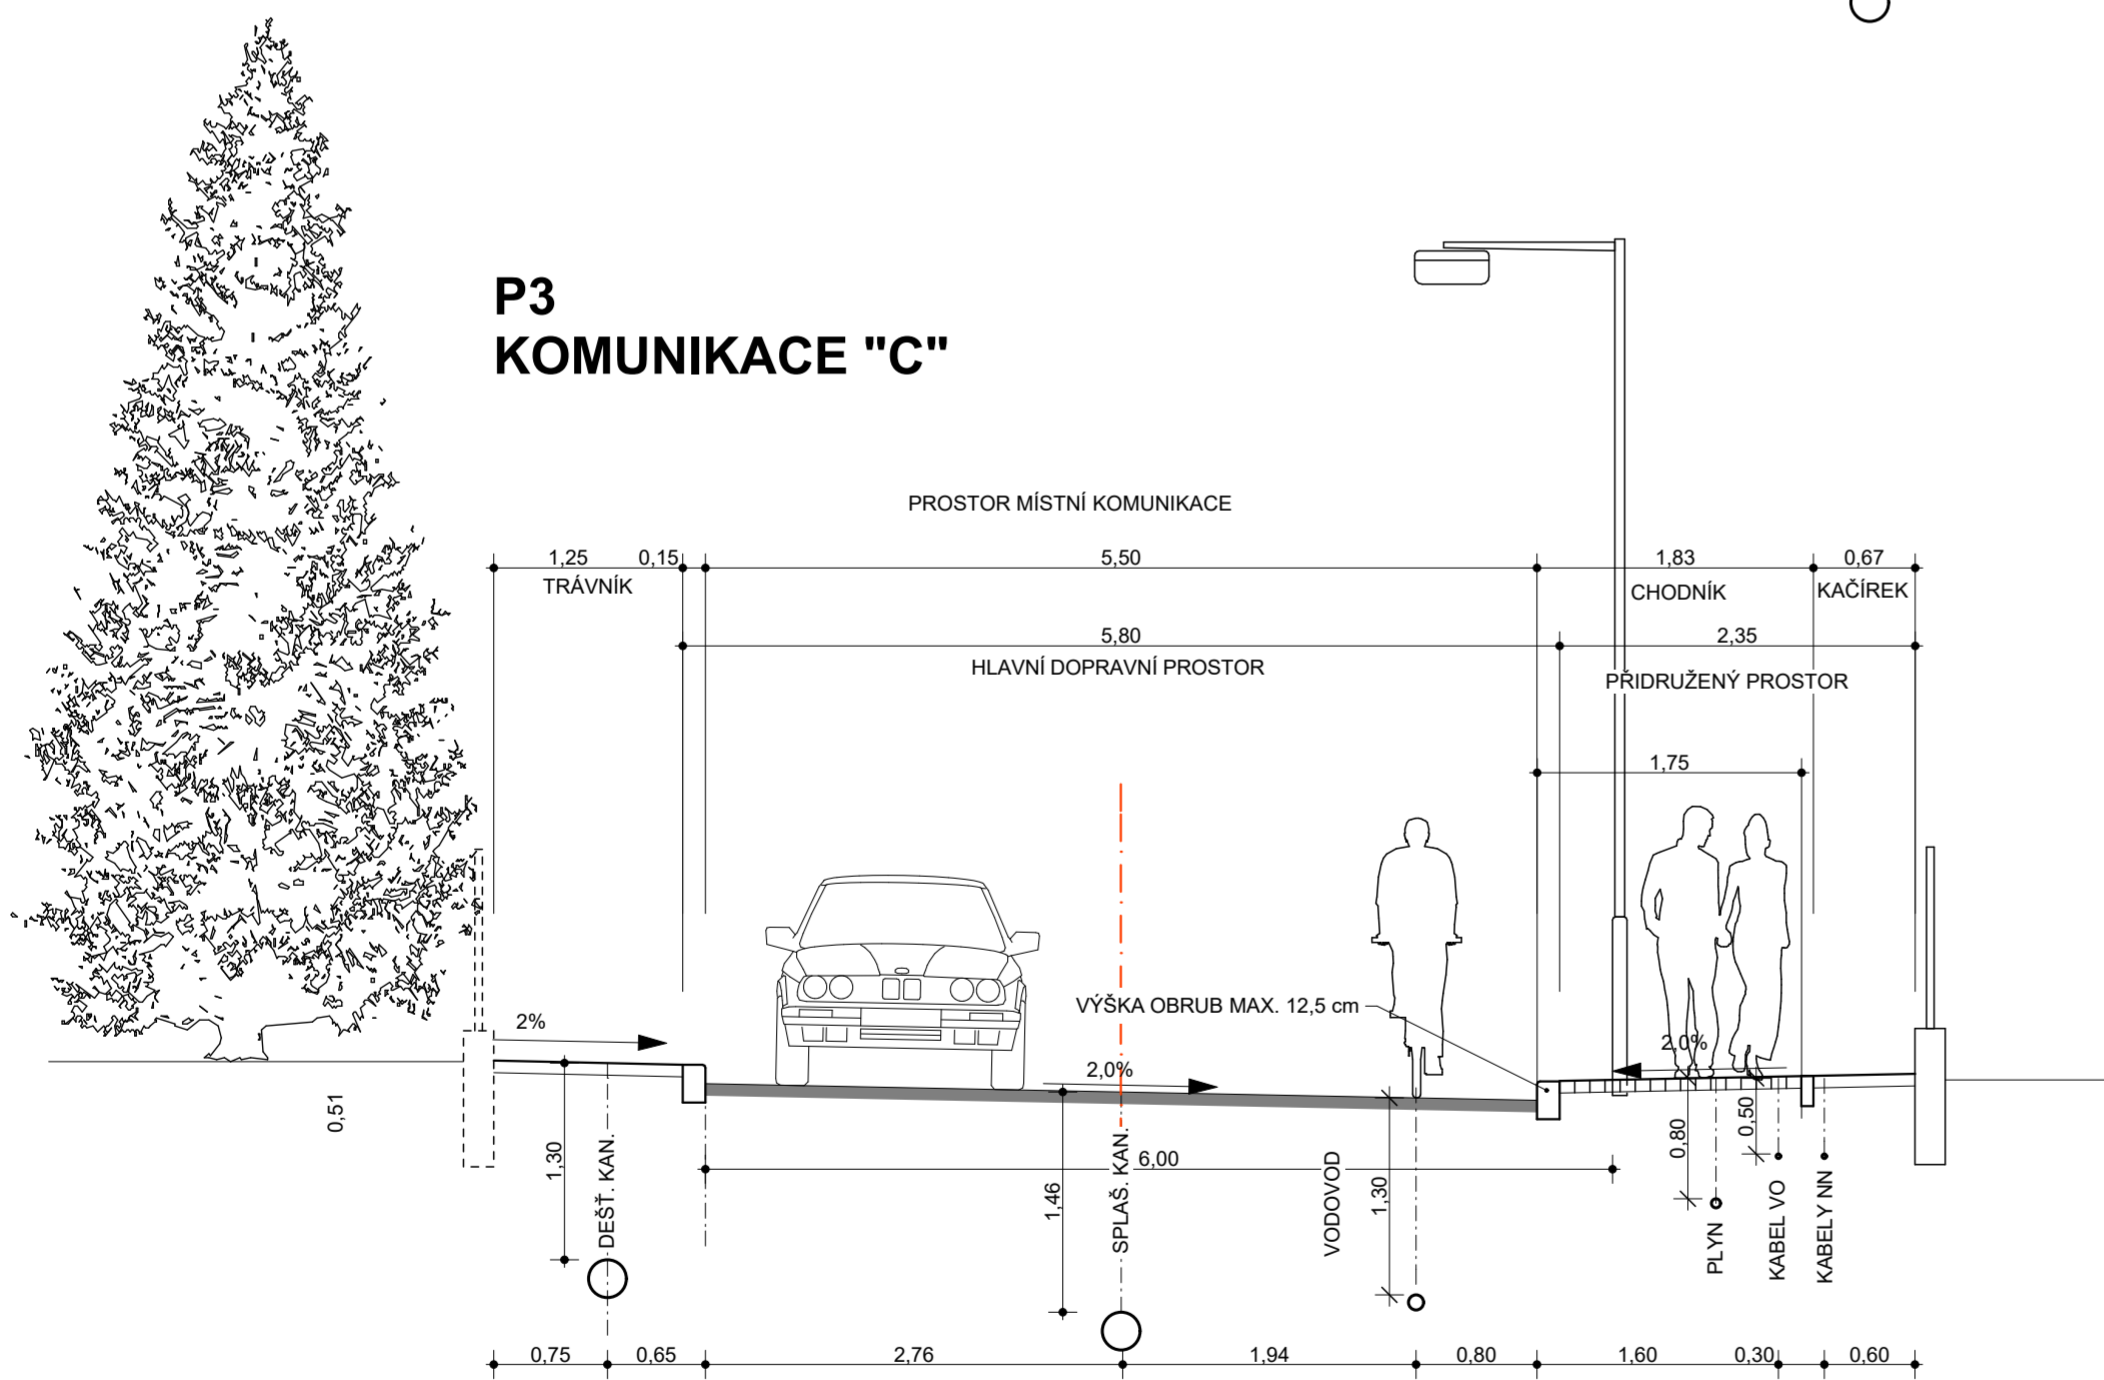 P3
KOMUNIKACE "C"
PROSTOR MÍSTNÍ KOMUNIKACE
1,25 0,15 5,50 1,83 0,67
TRÁVNÍK CHODNÍK KAČÍREK
5,80 2,35
HLAVNÍ DOPRAVNÍ PROSTOR PŘIDRUŽENÝ PROSTOR
1,75
VÝŠKA OBRUB MAX. 12,5 cm
2% 2,0% 2,0%
0,51
1,30
DEŠŤ. KAN.
6,00
1,46
SPLAŠ. KAN.
VODOVOD
1,30
0,80
0,50
PLYN
KABEL VO
KABELY NN
0,75 0,65 2,76 1,94 0,80 1,60 0,30 0,60